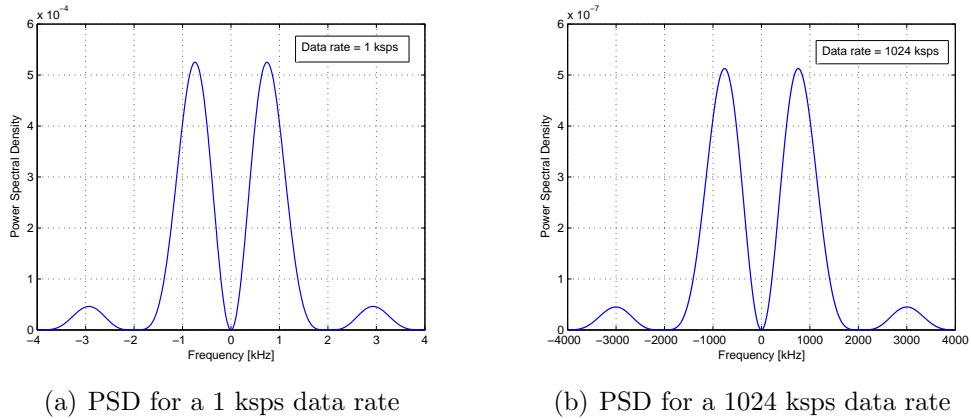 x 10⁻⁴
6
5
4
3
2
1
0
Power Spectral Density
Data rate = 1 ksps
−4 −3 −2 −1 0 1 2 3 4
Frequency [kHz]
(a) PSD for a 1 ksps data rate
x 10⁻⁷
6
5
4
3
2
1
0
Power Spectral Density
Data rate = 1024 ksps
−4000 −3000 −2000 −1000 0 1000 2000 3000 4000
Frequency [kHz]
(b) PSD for a 1024 ksps data rate